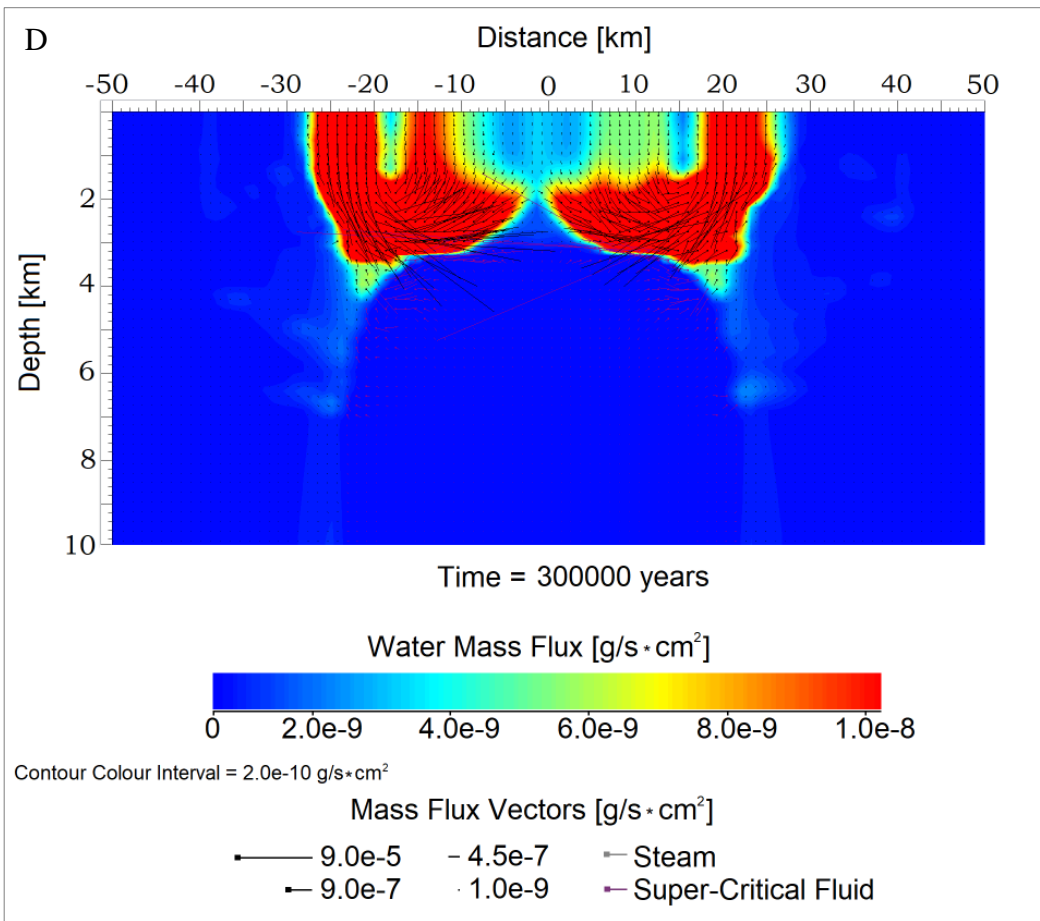 D
Distance [km]
-50 -40 -30 -20 -10 0 10 20 30 40 50
Depth [km]
2
4
6
8
10
Time = 300000 years
Water Mass Flux [g/s*cm²]
0 2.0e-9 4.0e-9 6.0e-9 8.0e-9 1.0e-8
Contour Colour Interval = 2.0e-10 g/s*cm²
Mass Flux Vectors [g/s*cm²]
9.0e-5 4.5e-7 Steam
9.0e-7 1.0e-9 Super-Critical Fluid